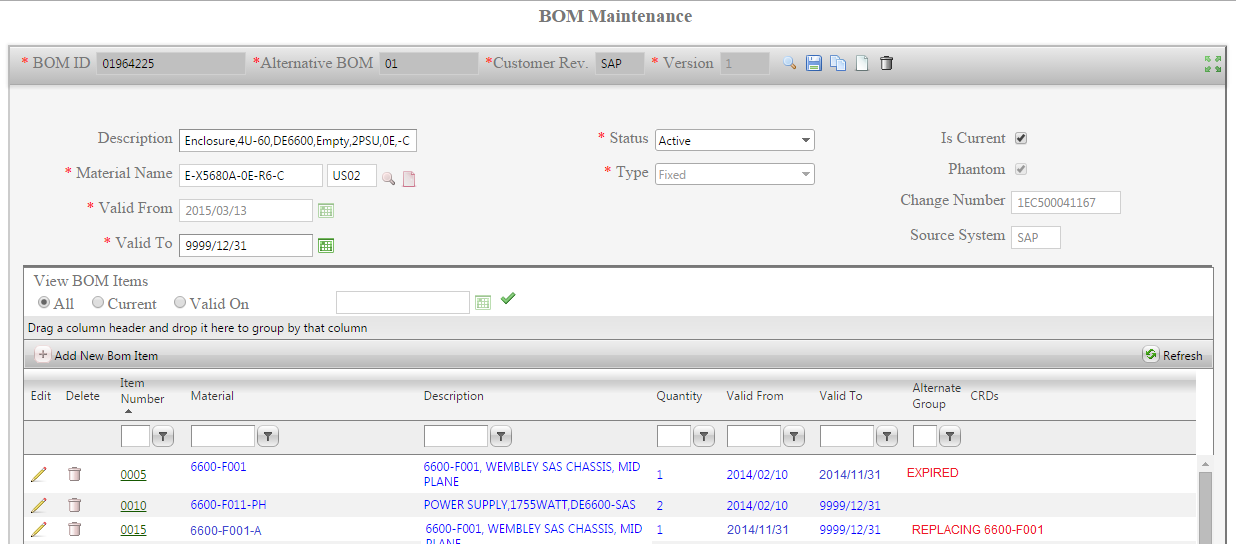 BOM Maintenance
* BOM ID 01964225 *Alternative BOM 01 *Customer Rev. SAP * Version 1
Description Enclosure,4U-60,DE6600,Empty,2PSU,0E,-C * Status Active Is Current
* Material Name E-X5680A-0E-R6-C US02 * Type Fixed Phantom
* Valid From 2015/03/13 Change Number 1EC500041167
* Valid To 9999/12/31 Source System SAP
View BOM Items
All Current Valid On
Drag a column header and drop it here to group by that column
Add New Bom Item Refresh
Edit Delete Item Number Material Description Quantity Valid From Valid To Alternate Group CRDs
0005 6600-F001 6600-F001, WEMBLEY SAS CHASSIS, MID PLANE 1 2014/02/10 2014/11/31 EXPIRED
0010 6600-F011-PH POWER SUPPLY,1755WATT,DE6600-SAS 2 2014/02/10 9999/12/31
0015 6600-F001-A 6600-F001, WEMBLEY SAS CHASSIS, MID PLANE 1 2014/11/31 9999/12/31 REPLACING 6600-F001